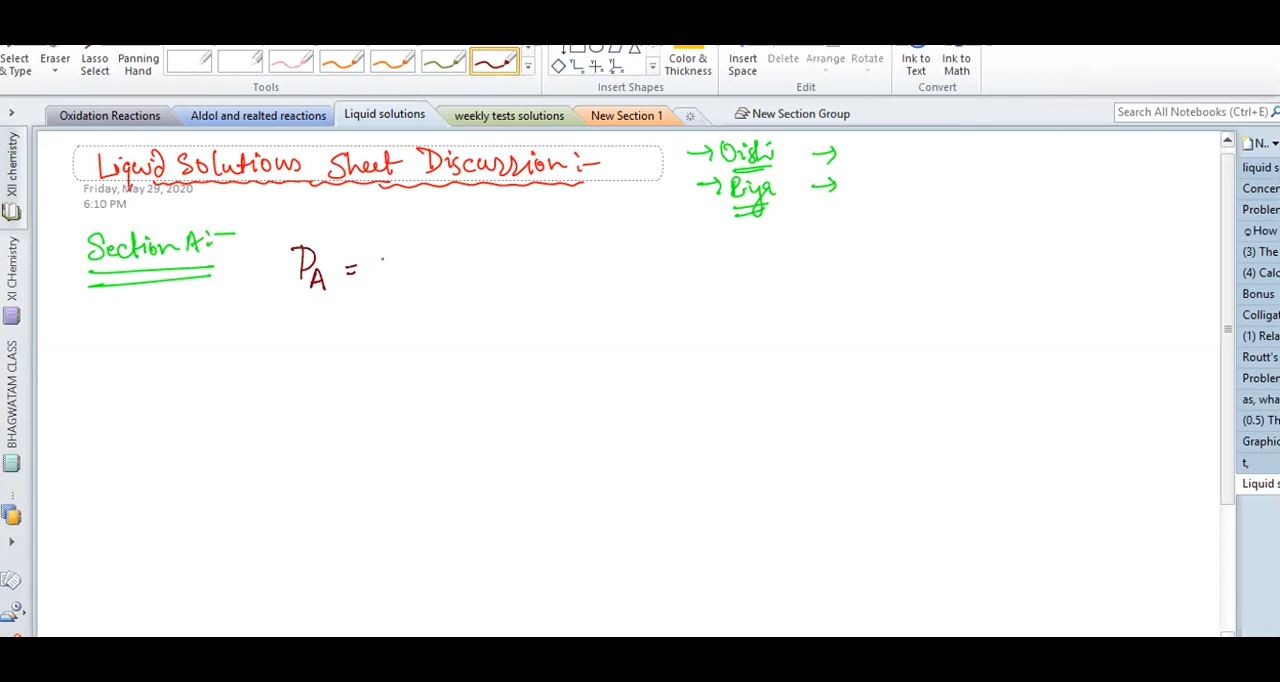 Select & Type
Eraser
Lasso Select
Panning Hand
Color & Thickness
Insert Space
Delete
Arrange
Rotate
Ink to Text
Ink to Math
Tools
Insert Shapes
Edit
Convert
Oxidation Reactions
Aldol and realted reactions
Liquid solutions
weekly tests solutions
New Section 1
New Section Group
Search All Notebooks (Ctrl+E)
N..
XII chemistry
XI CHemistry
BHAGWATAM CLASS
Liquid Solutions Sheet Discussion:-
Friday, May 29, 2020
6:10 PM
→ Oishi →
→ Riya →
Section A:-
P_A =
liquid s
Concen
Problen
How
(3) The
(4) Calc
Bonus
Colligat
(1) Rela
Routt's
Problen
as, wha
(0.5) Th
Graphic
t,
Liquid s